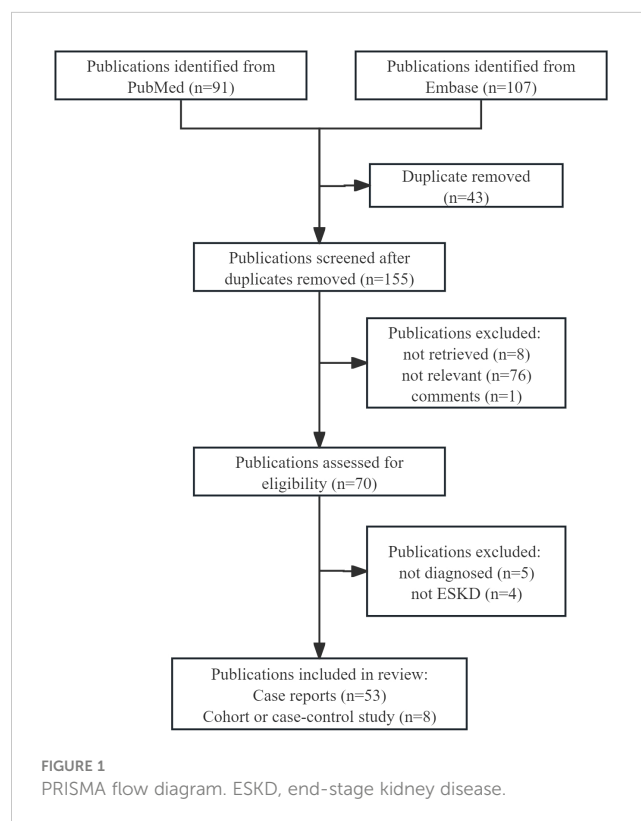 Publications identified from
PubMed (n=91)
Publications identified from
Embase (n=107)
Duplicate removed
(n=43)
Publications screened after
duplicates removed (n=155)
Publications excluded:
not retrieved (n=8)
not relevant (n=76)
comments (n=1)
Publications assessed for
eligibility (n=70)
Publications excluded:
not diagnosed (n=5)
not ESKD (n=4)
Publications included in review:
Case reports (n=53)
Cohort or case-control study (n=8)
FIGURE 1
PRISMA flow diagram. ESKD, end-stage kidney disease.